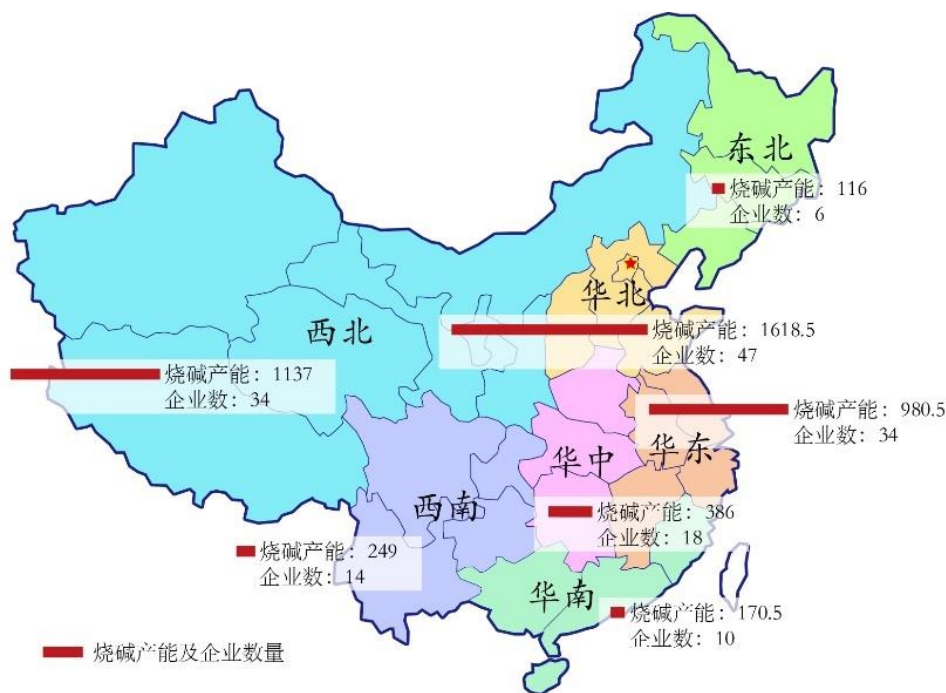 东北
烧碱产能：116
企业数：6
华北
烧碱产能：1618.5
企业数：47
西北
烧碱产能：1137
企业数：34
烧碱产能：980.5
企业数：34
华东
华中
烧碱产能：386
企业数：18
西南
烧碱产能：249
企业数：14
华南
烧碱产能：170.5
企业数：10
烧碱产能及企业数量